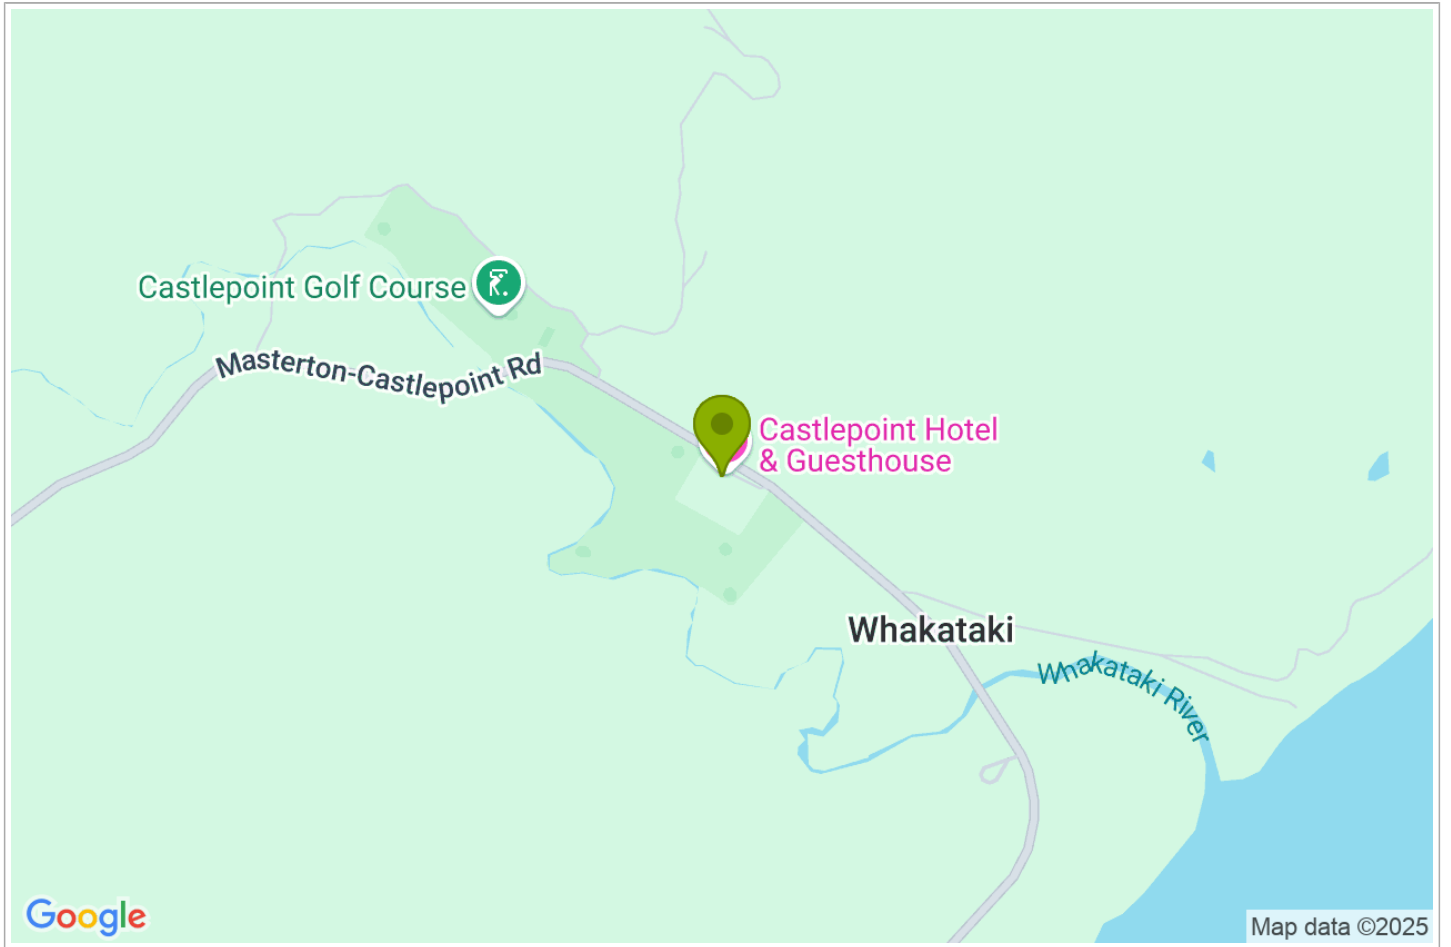 Castlepoint Golf Course
Masterton-Castlepoint Rd
Castlepoint Hotel
& Guesthouse
Whakataki
Whakataki River
Google
Map data ©2025